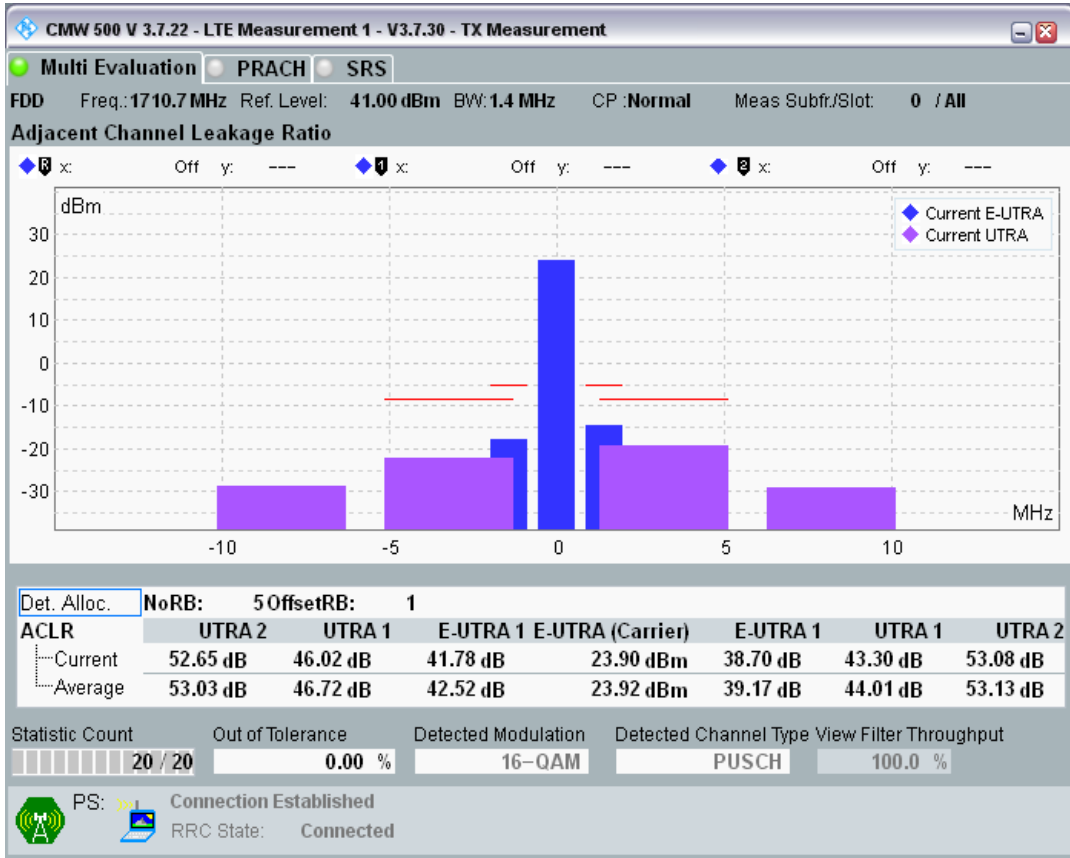 CMW 500 V 3.7.22 - LTE Measurement 1 - V3.7.30 - TX Measurement
Multi Evaluation PRACH SRS
FDD Freq.:1710.7 MHz Ref. Level: 41.00 dBm BW:1.4 MHz CP :Normal Meas Subfr./Slot: 0 / All
Adjacent Channel Leakage Ratio
R x: Off y: --- 1 x: Off y: --- 2 x: Off y: ---
dBm
Current E-UTRA
Current UTRA
30
20
10
0
-10
-20
-30
MHz
-10 -5 0 5 10
Det. Alloc. NoRB: 5 OffsetRB: 1
ACLR UTRA 2 UTRA 1 E-UTRA 1 E-UTRA (Carrier) E-UTRA 1 UTRA 1 UTRA 2
Current 52.65 dB 46.02 dB 41.78 dB 23.90 dBm 38.70 dB 43.30 dB 53.08 dB
Average 53.03 dB 46.72 dB 42.52 dB 23.92 dBm 39.17 dB 44.01 dB 53.13 dB
Statistic Count Out of Tolerance Detected Modulation Detected Channel Type View Filter Throughput
20 / 20 0.00 % 16-QAM PUSCH 100.0 %
PS: Connection Established
RRC State: Connected